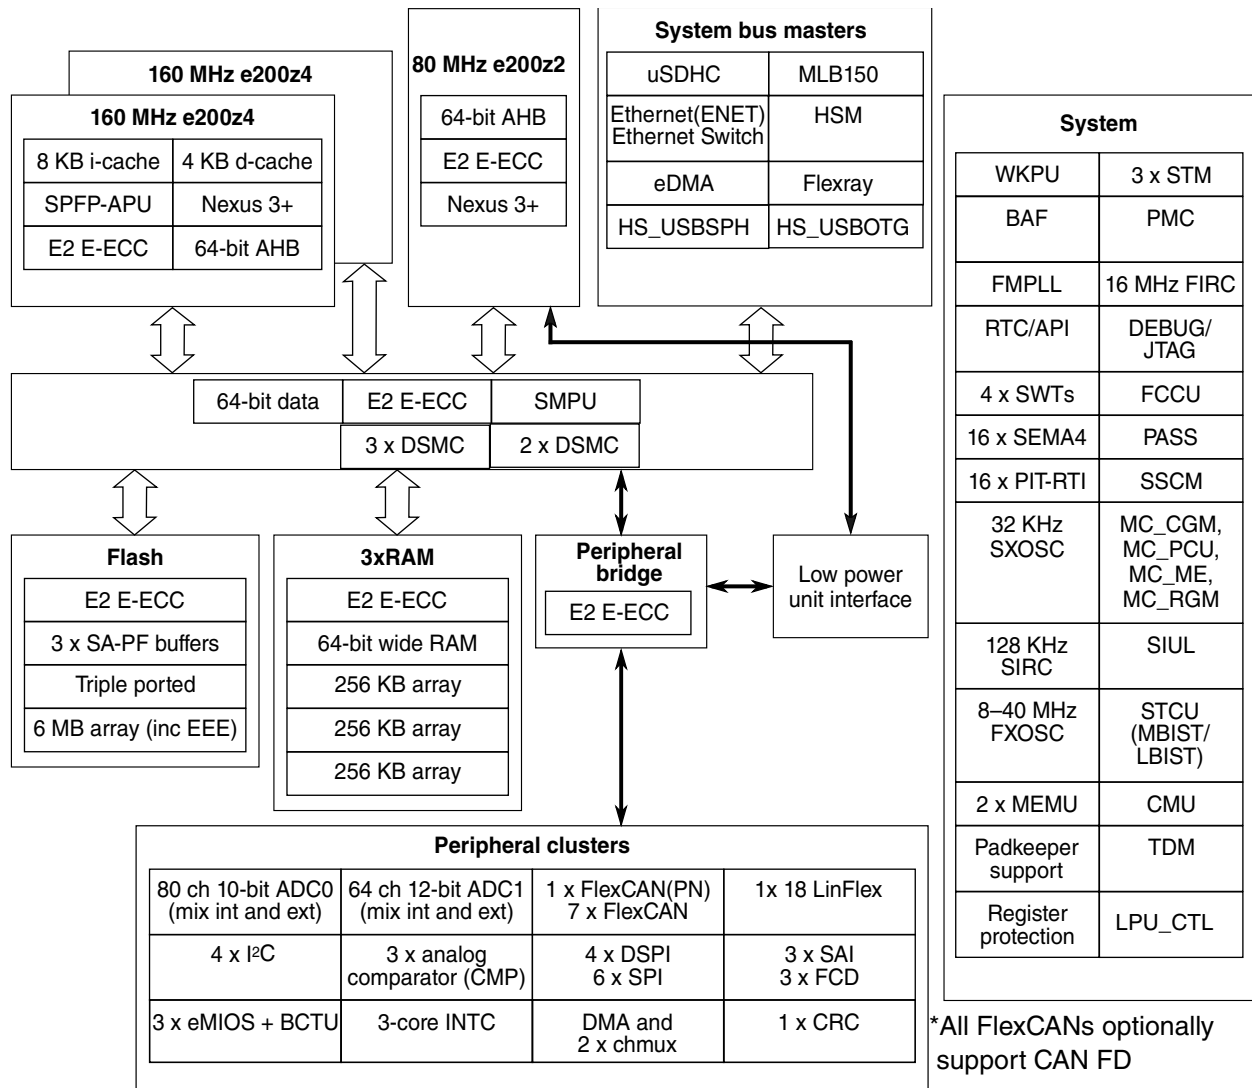 160 MHz e200z4
160 MHz e200z4
8 KB i-cache
4 KB d-cache
SPFP-APU
Nexus 3+
E2 E-ECC
64-bit AHB
80 MHz e200z2
64-bit AHB
E2 E-ECC
Nexus 3+
System bus masters
uSDHC
MLB150
Ethernet(ENET)
Ethernet Switch
HSM
eDMA
Flexray
HS_USBSPH
HS_USBOTG
64-bit data
E2 E-ECC
SMPU
3 x DSMC
2 x DSMC
Flash
E2 E-ECC
3 x SA-PF buffers
Triple ported
6 MB array (inc EEE)
3xRAM
E2 E-ECC
64-bit wide RAM
256 KB array
256 KB array
256 KB array
Peripheral
bridge
E2 E-ECC
Low power
unit interface
Peripheral clusters
80 ch 10-bit ADC0
(mix int and ext)
64 ch 12-bit ADC1
(mix int and ext)
1 x FlexCAN(PN)
7 x FlexCAN
1x 18 LinFlex
4 x I²C
3 x analog
comparator (CMP)
4 x DSPI
6 x SPI
3 x SAI
3 x FCD
3 x eMIOS + BCTU
3-core INTC
DMA and
2 x chmux
1 x CRC
System
WKPU
3 x STM
BAF
PMC
FMPLL
16 MHz FIRC
RTC/API
DEBUG/
JTAG
4 x SWTs
FCCU
16 x SEMA4
PASS
16 x PIT-RTI
SSCM
32 KHz
SXOSC
MC_CGM,
MC_PCU,
MC_ME,
MC_RGM
128 KHz
SIRC
SIUL
8–40 MHz
FXOSC
STCU
(MBIST/
LBIST)
2 x MEMU
CMU
Padkeeper
support
TDM
Register
protection
LPU_CTL
*All FlexCANs optionally
support CAN FD